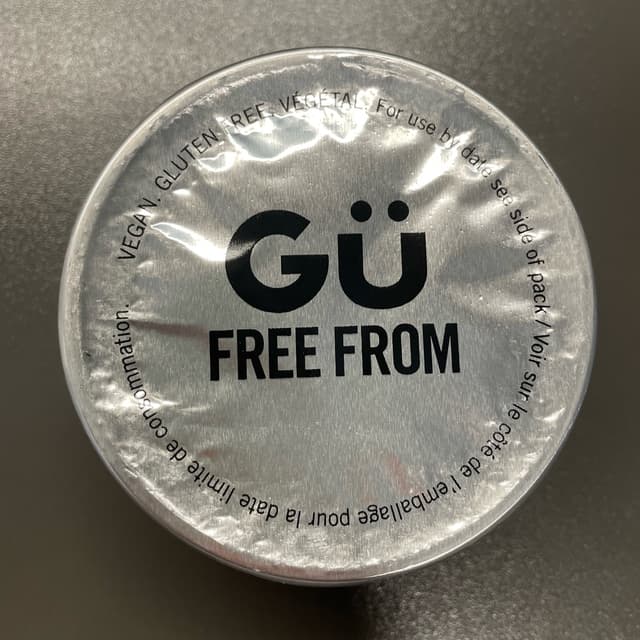 GÜ
FREE FROM
VEGAN. GLUTEN FREE. VÉGÉTAL. For use by date see side of pack / Voir sur le côté de l'emballage pour la date limite de consommation.